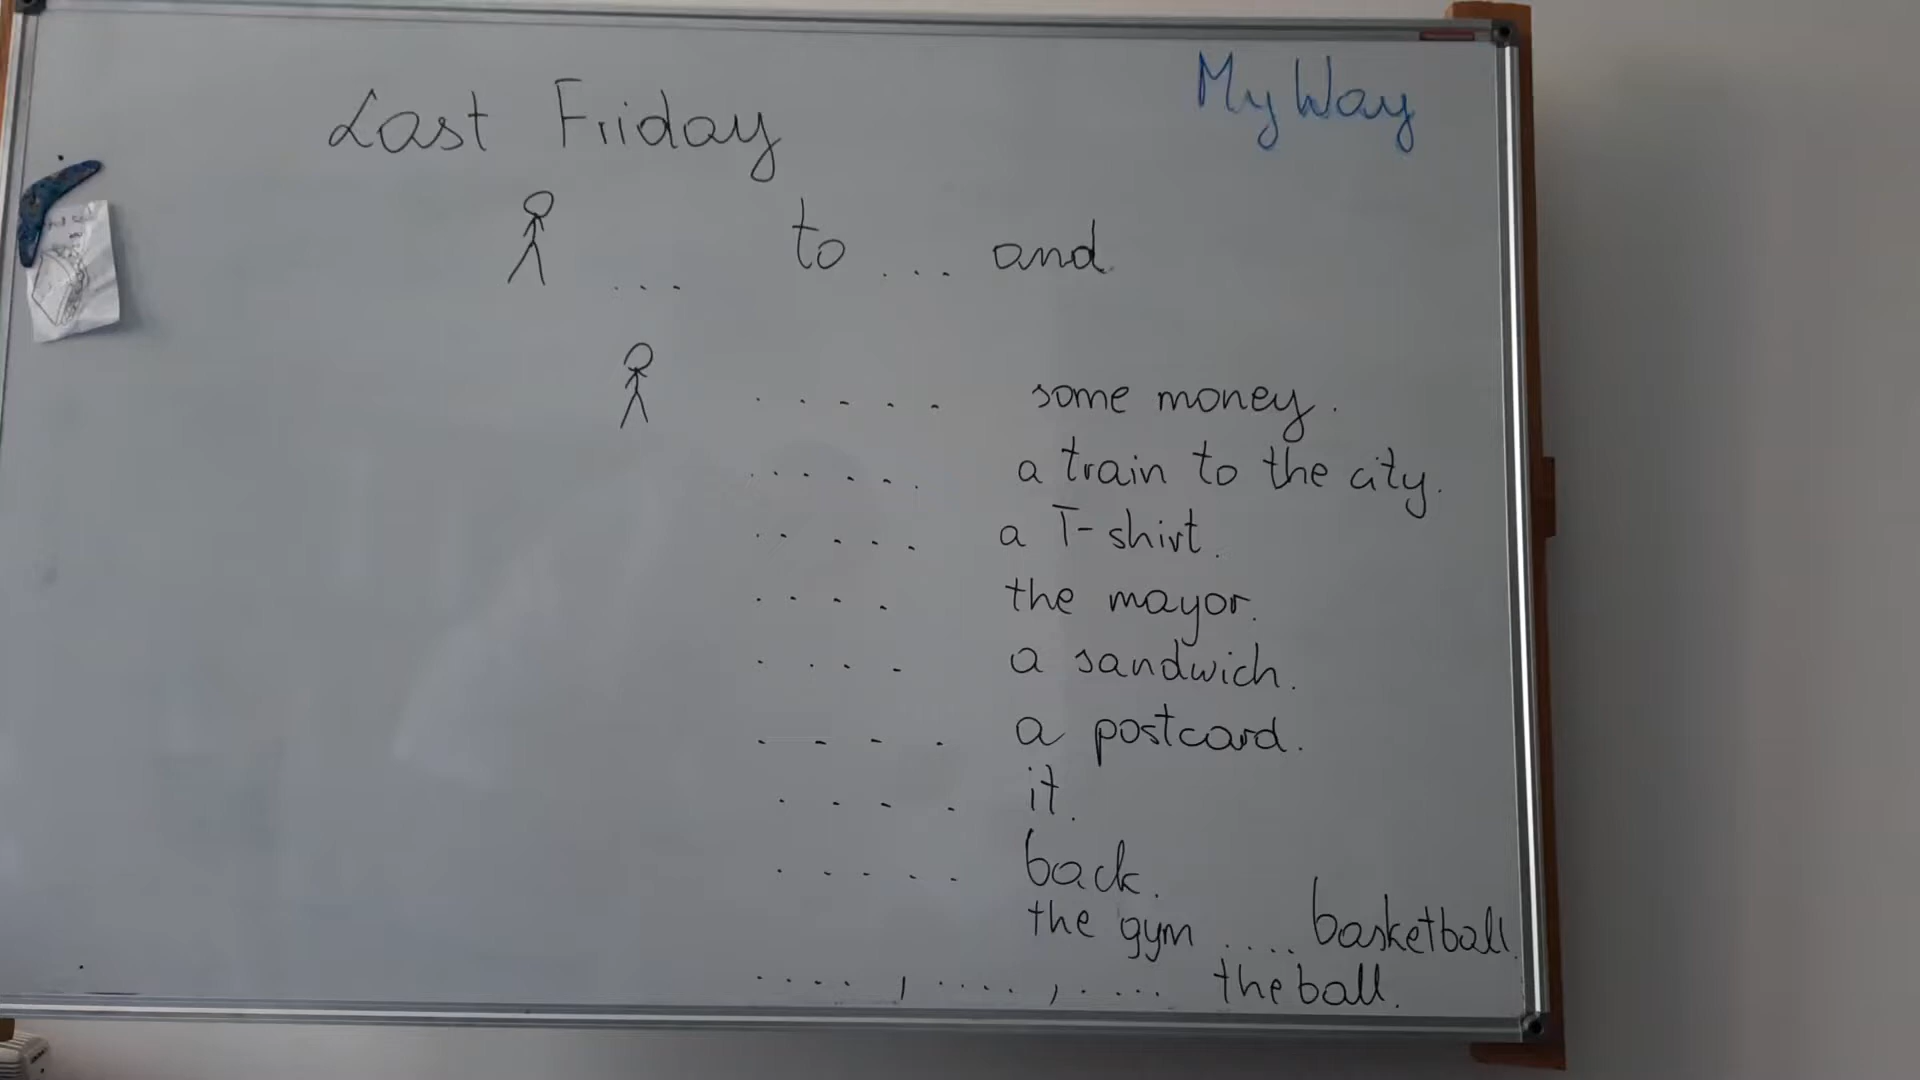 Last Friday
My Way
... to ... and
. . . . . some money.
. . . . . a train to the city.
. . . . . a T-shirt.
. . . . the mayor.
. . . . a sandwich.
. . . . a postcard.
. . . . it.
. . . . . back.
the gym .... basketball.
. . . . , . . . . , . . . . the ball.